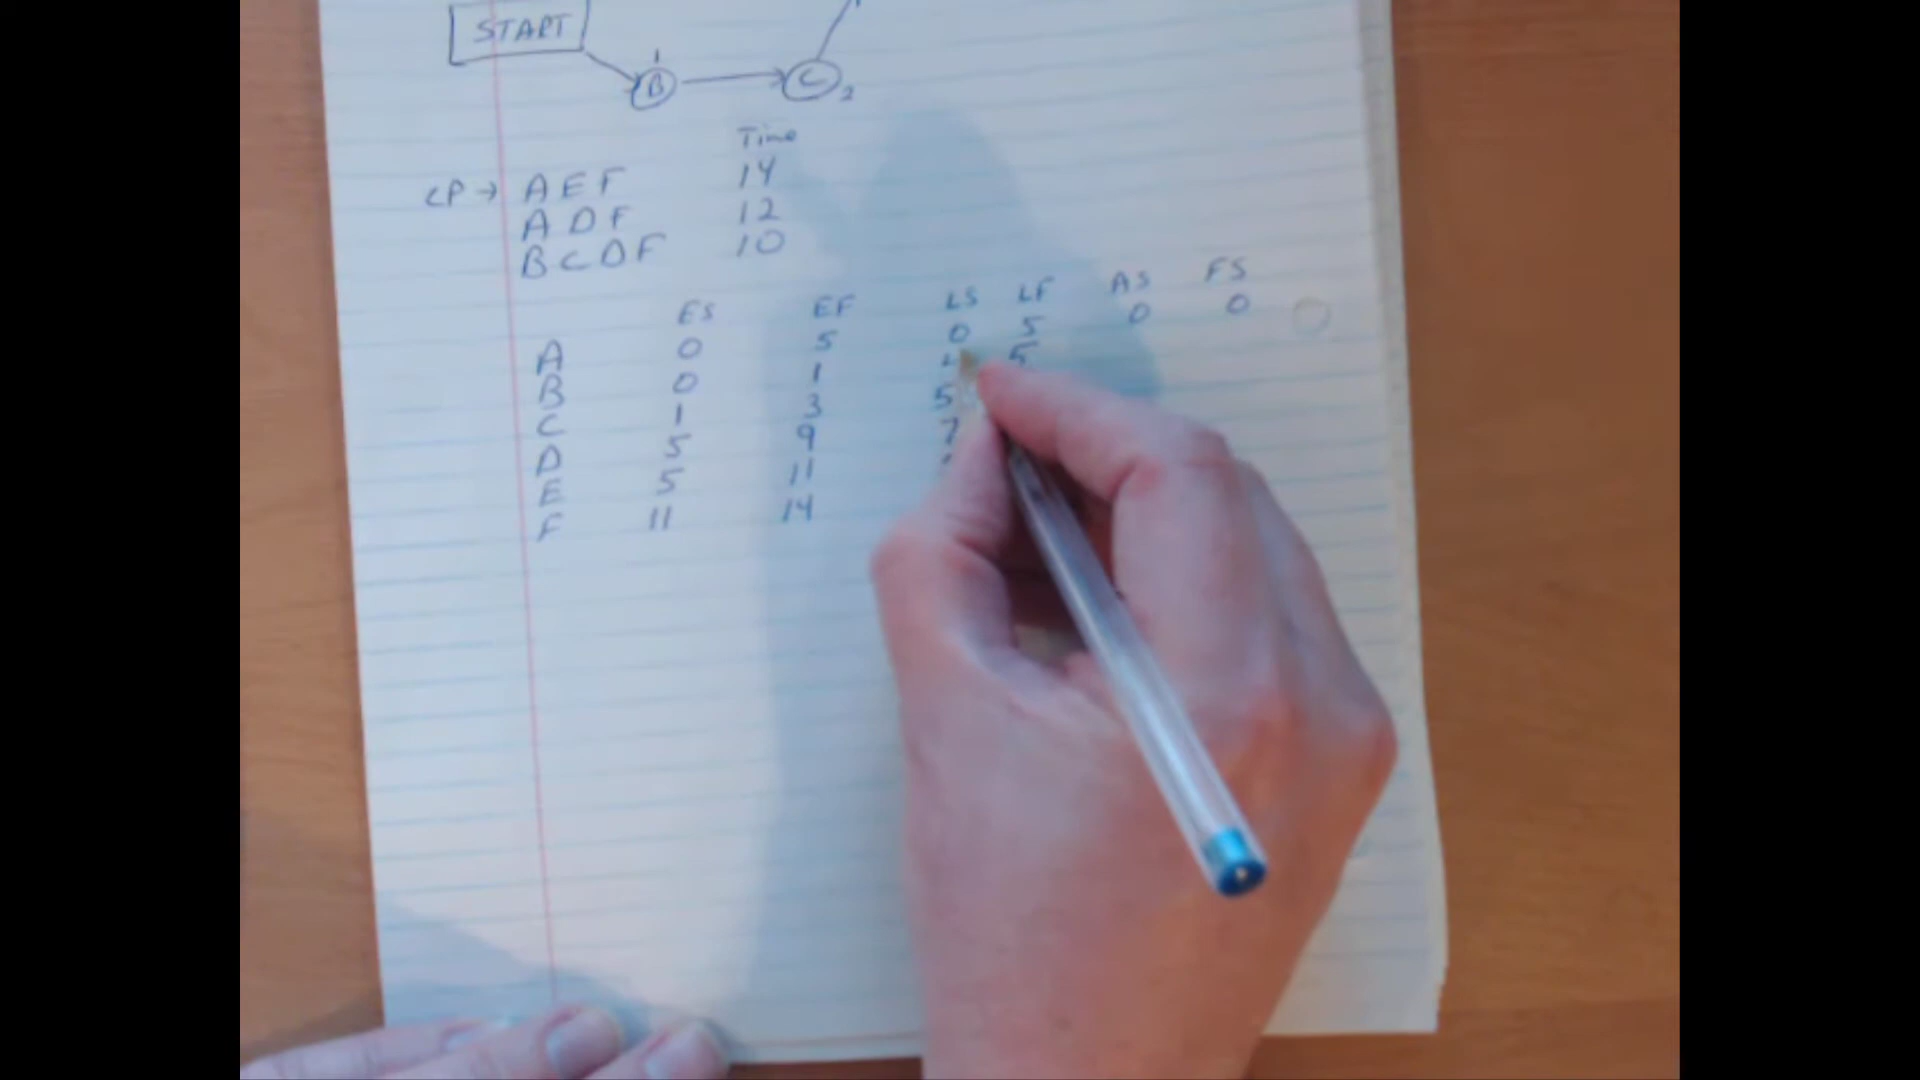 START
1
B
C
2
Time
CP → A E F 14
A D F 12
B C D F 10
ES EF LS LF AS FS
A 0 5 0 5 0 0
B 0 1 5
C 1 3 5
D 5 9 7
E 5 11
F 11 14